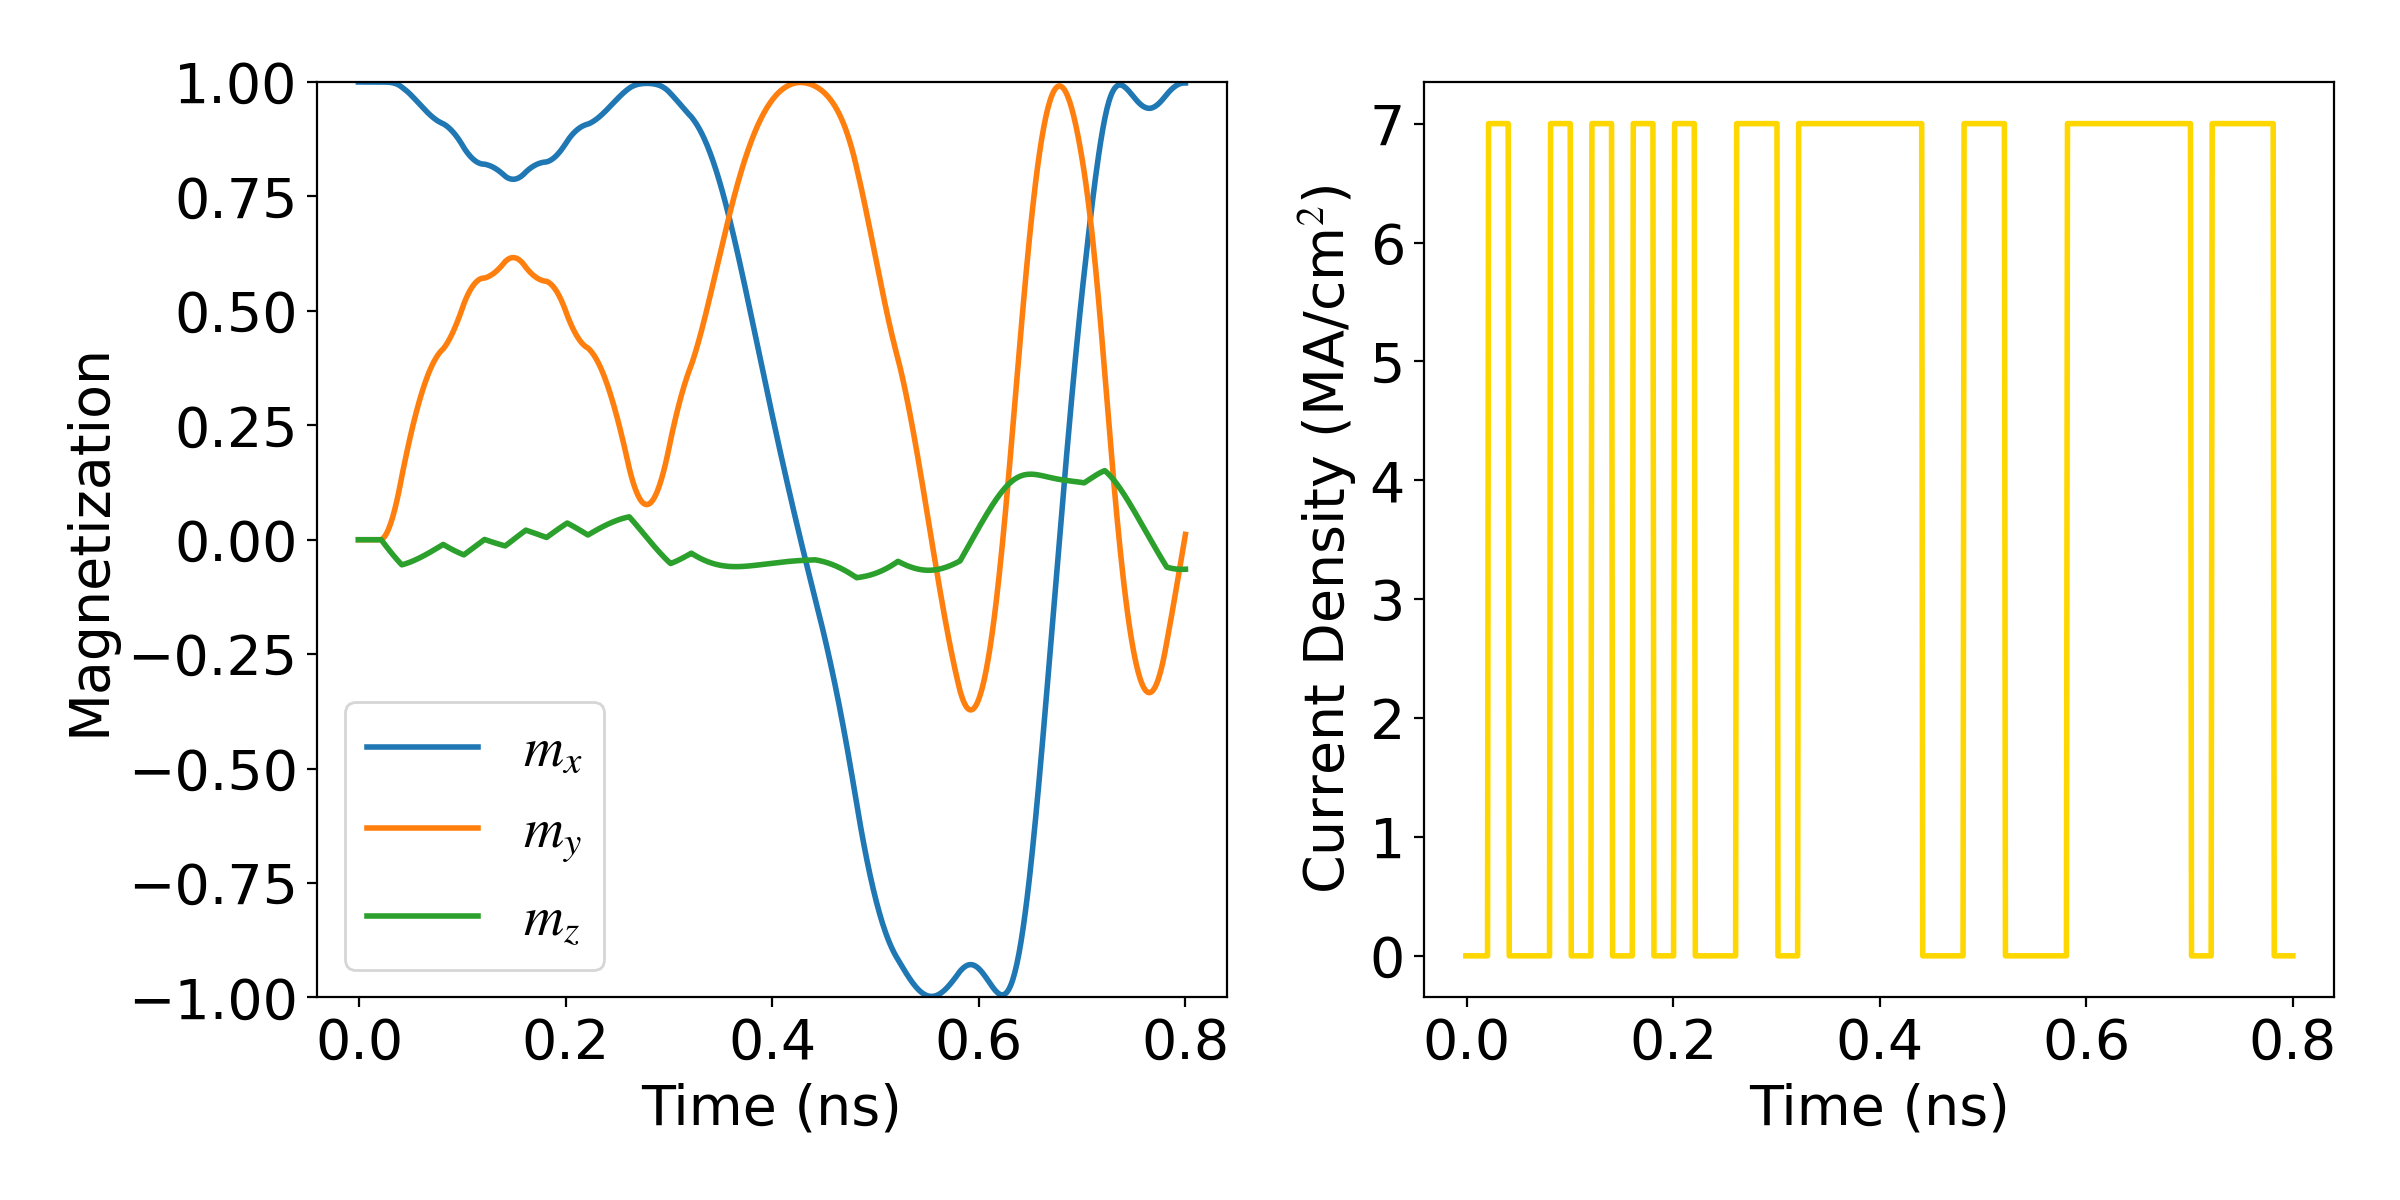 1.00
0.75
0.50
0.25
0.00
−0.25
−0.50
−0.75
−1.00
Magnetization
m_x
m_y
m_z
0.0 0.2 0.4 0.6 0.8
Time (ns)
7
6
5
4
3
2
1
0
Current Density (MA/cm²)
0.0 0.2 0.4 0.6 0.8
Time (ns)